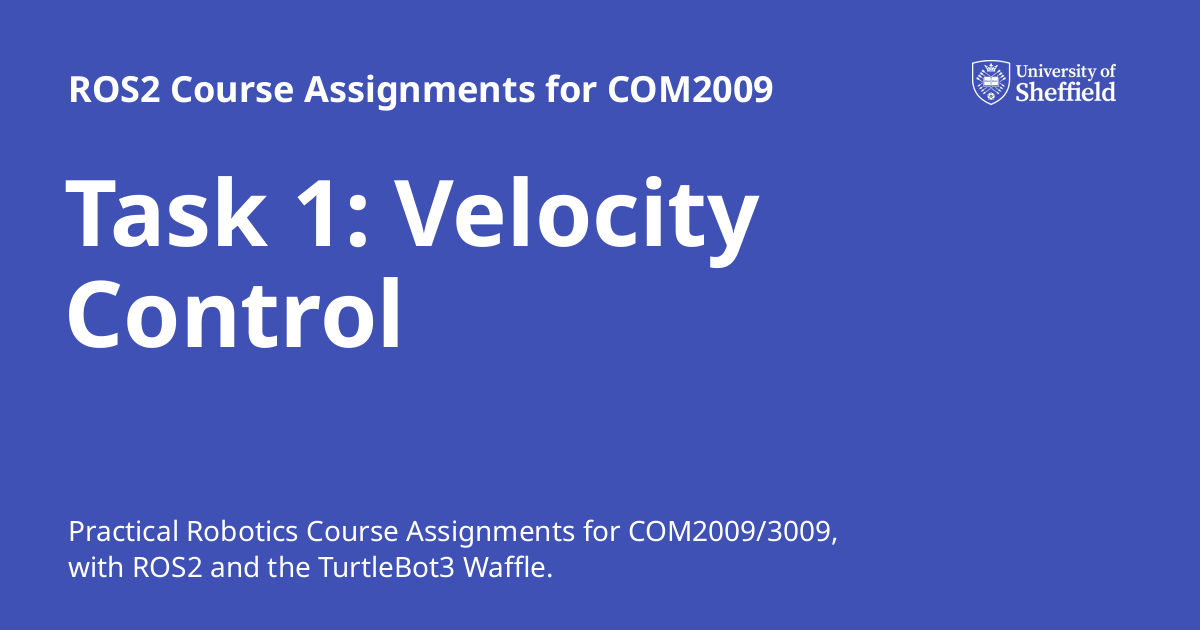 ROS2 Course Assignments for COM2009
University of
Sheffield
Task 1: Velocity
Control
Practical Robotics Course Assignments for COM2009/3009,
with ROS2 and the TurtleBot3 Waffle.